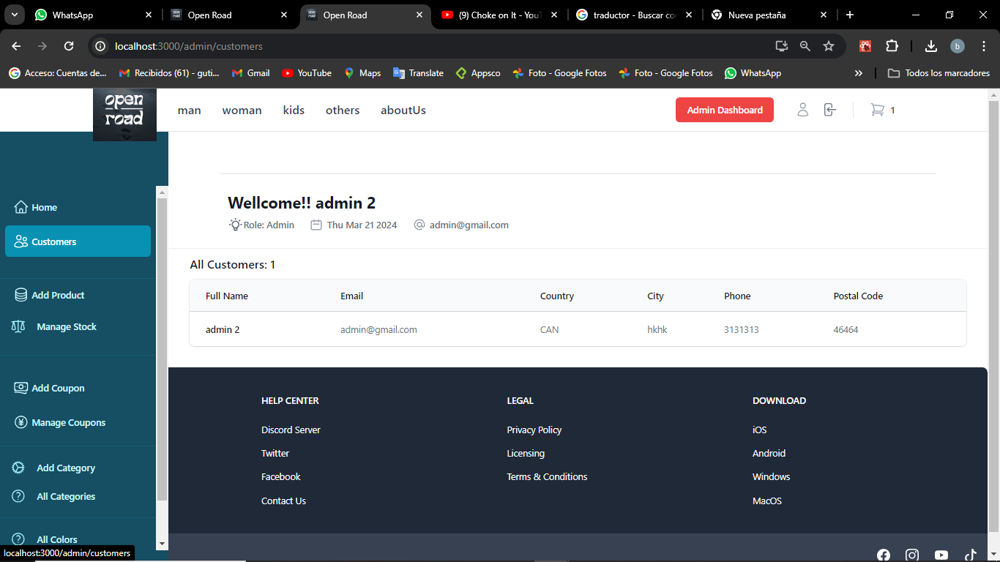 WhatsApp
Open Road
Open Road
(9) Choke on It - YouT
traductor - Buscar co
Nueva pestaña
localhost:3000/admin/customers
b
Acceso: Cuentas de...
Recibidos (61) - guti...
Gmail
YouTube
Maps
Translate
Appsco
Foto - Google Fotos
Foto - Google Fotos
WhatsApp
Todos los marcadores
open
road
man
woman
kids
others
aboutUs
Admin Dashboard
1
Home
Customers
Add Product
Manage Stock
Add Coupon
Manage Coupons
Add Category
All Categories
All Colors
Wellcome!! admin 2
Role: Admin
Thu Mar 21 2024
admin@gmail.com
All Customers: 1
Full Name Email Country City Phone Postal Code
admin 2 admin@gmail.com CAN hkhk 3131313 46464
HELP CENTER
Discord Server
Twitter
Facebook
Contact Us
LEGAL
Privacy Policy
Licensing
Terms & Conditions
DOWNLOAD
iOS
Android
Windows
MacOS
localhost:3000/admin/customers